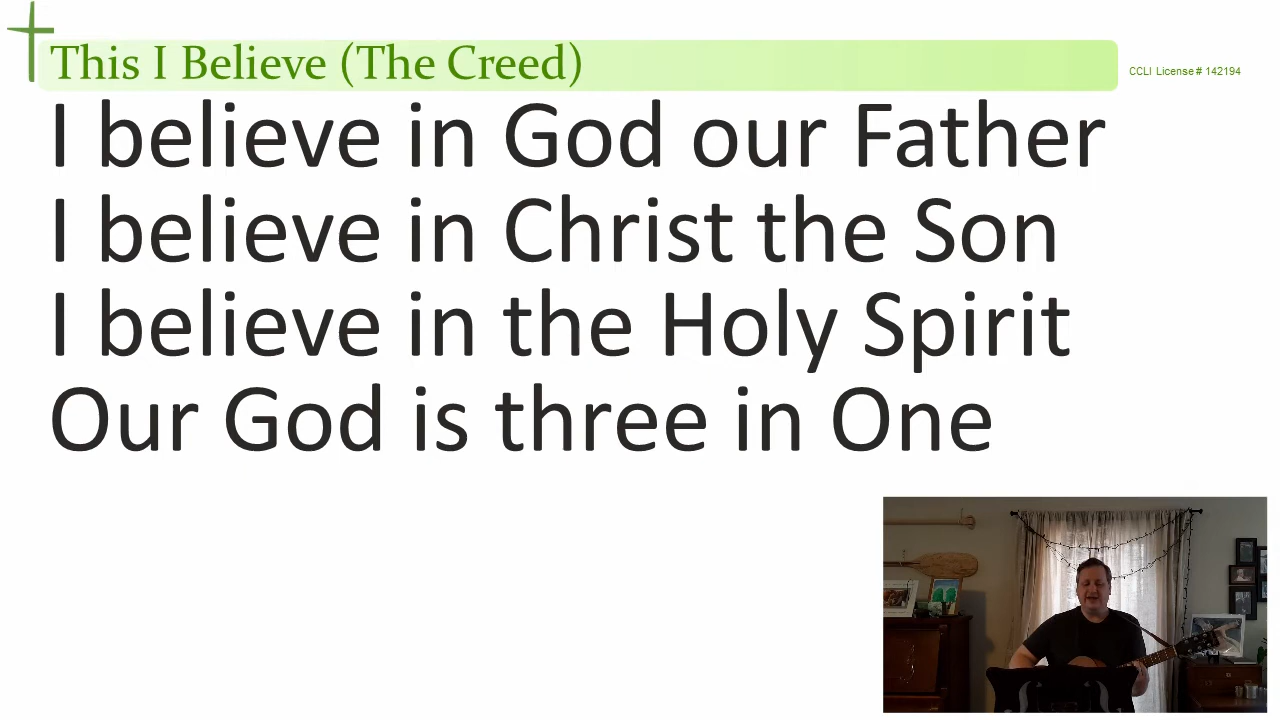 This I Believe (The Creed)
CCLI License # 142194
I believe in God our Father
I believe in Christ the Son
I believe in the Holy Spirit
Our God is three in One